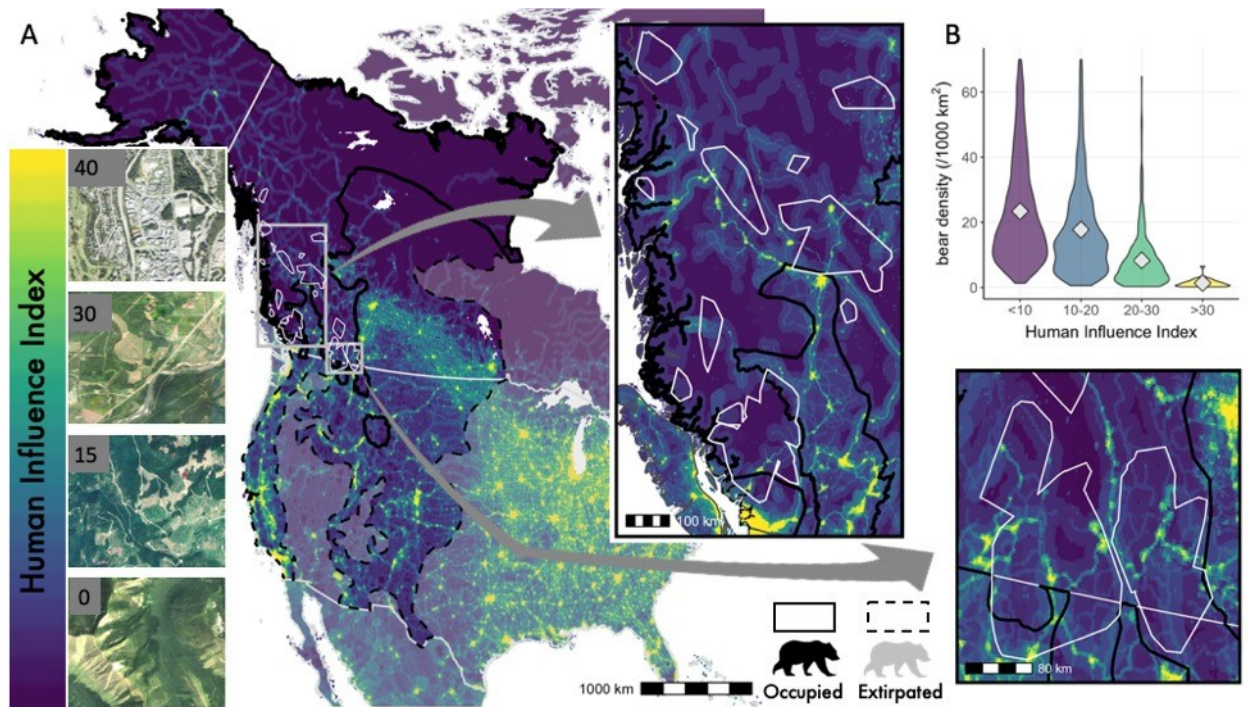 A
Human Influence Index
40
30
15
0
100 km
1000 km
Occupied
Extirpated
B
bear density (/1000 km²)
60
40
20
0
<10
10-20
20-30
>30
Human Influence Index
80 km